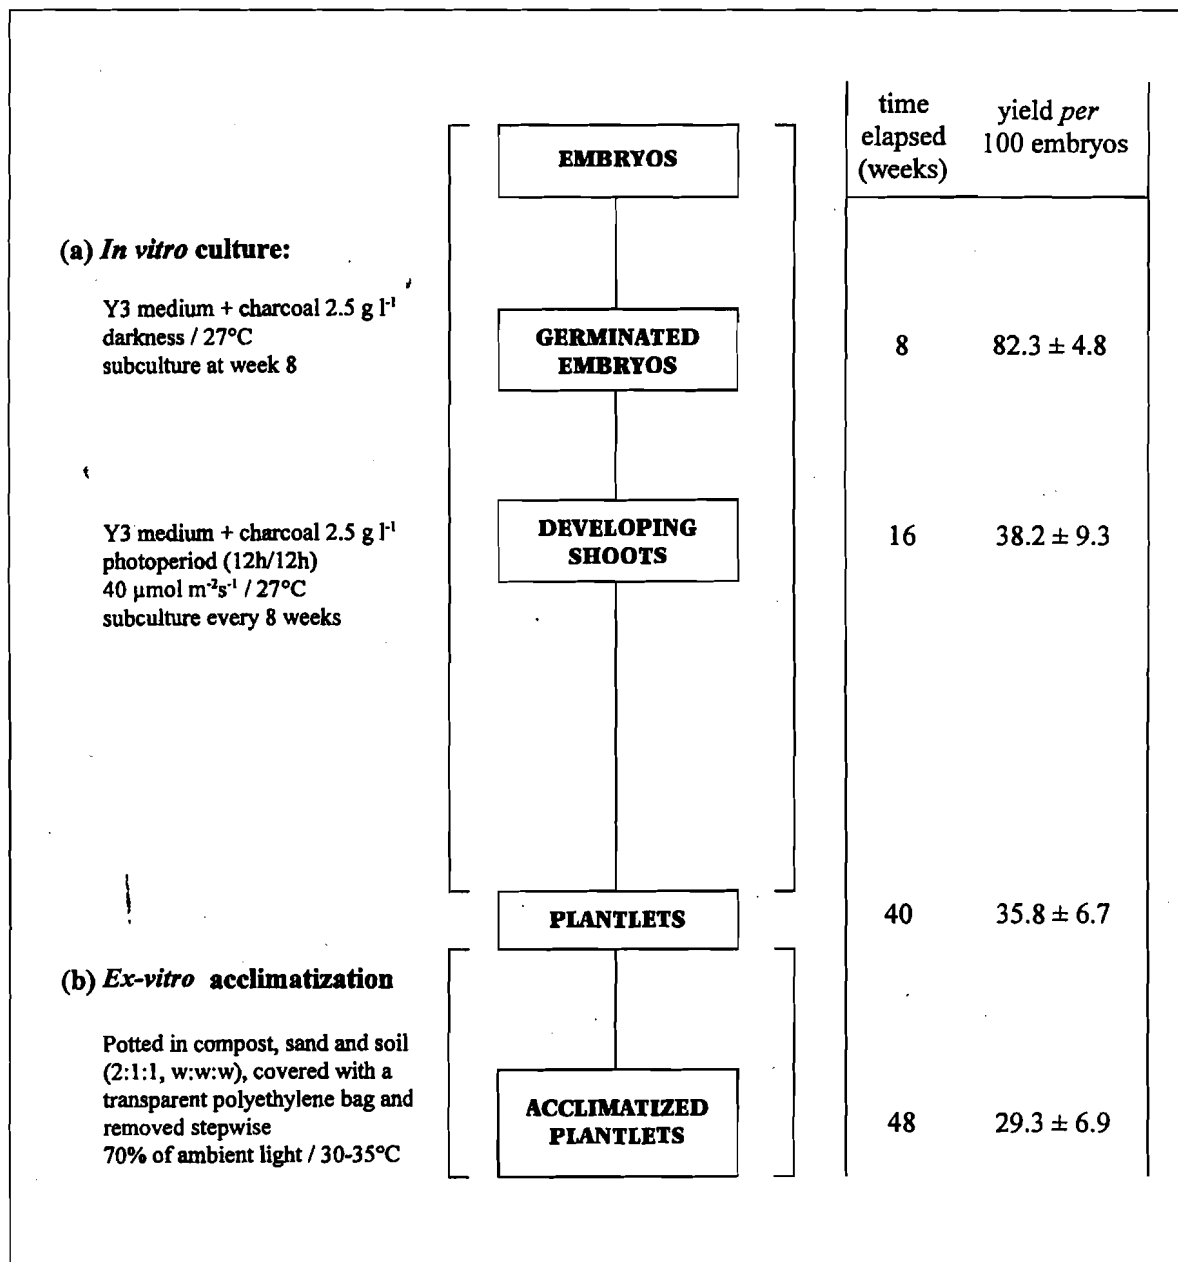 time
elapsed
(weeks)
yield per
100 embryos
EMBRYOS
(a) In vitro culture:
Y3 medium + charcoal 2.5 g l⁻¹
darkness / 27°C
subculture at week 8
GERMINATED
EMBRYOS
8
82.3 ± 4.8
Y3 medium + charcoal 2.5 g l⁻¹
photoperiod (12h/12h)
40 µmol m⁻²s⁻¹ / 27°C
subculture every 8 weeks
DEVELOPING
SHOOTS
16
38.2 ± 9.3
PLANTLETS
40
35.8 ± 6.7
(b) Ex-vitro acclimatization
Potted in compost, sand and soil
(2:1:1, w:w:w), covered with a
transparent polyethylene bag and
removed stepwise
70% of ambient light / 30-35°C
ACCLIMATIZED
PLANTLETS
48
29.3 ± 6.9